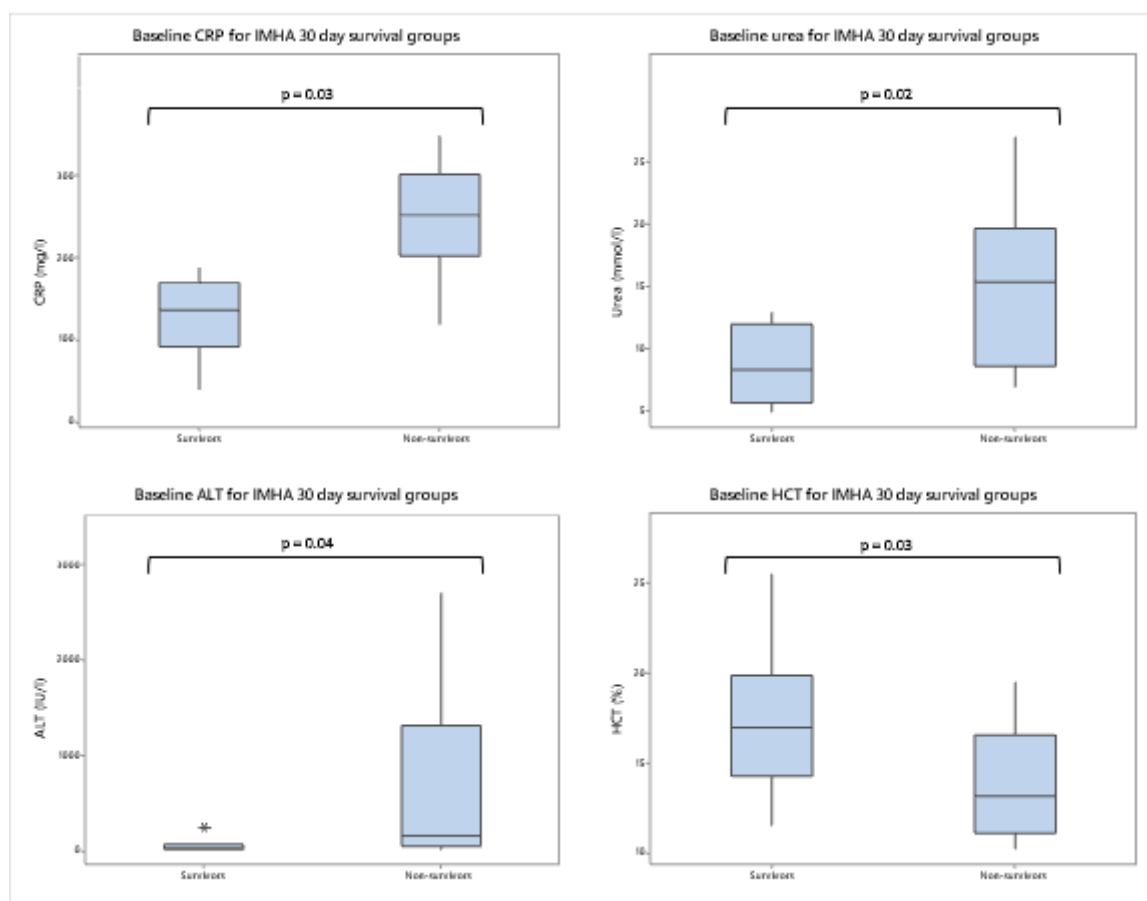 Baseline CRP for IMHA 30 day survival groups
p = 0.03
300
200
100
0
CRP (mg/l)
Survivors
Non-survivors
Baseline urea for IMHA 30 day survival groups
p = 0.02
25
20
15
10
5
Urea (mmol/l)
Survivors
Non-survivors
Baseline ALT for IMHA 30 day survival groups
p = 0.04
3000
2000
1000
0
ALT (IU/l)
Survivors
Non-survivors
Baseline HCT for IMHA 30 day survival groups
p = 0.03
25
20
15
10
HCT (%)
Survivors
Non-survivors